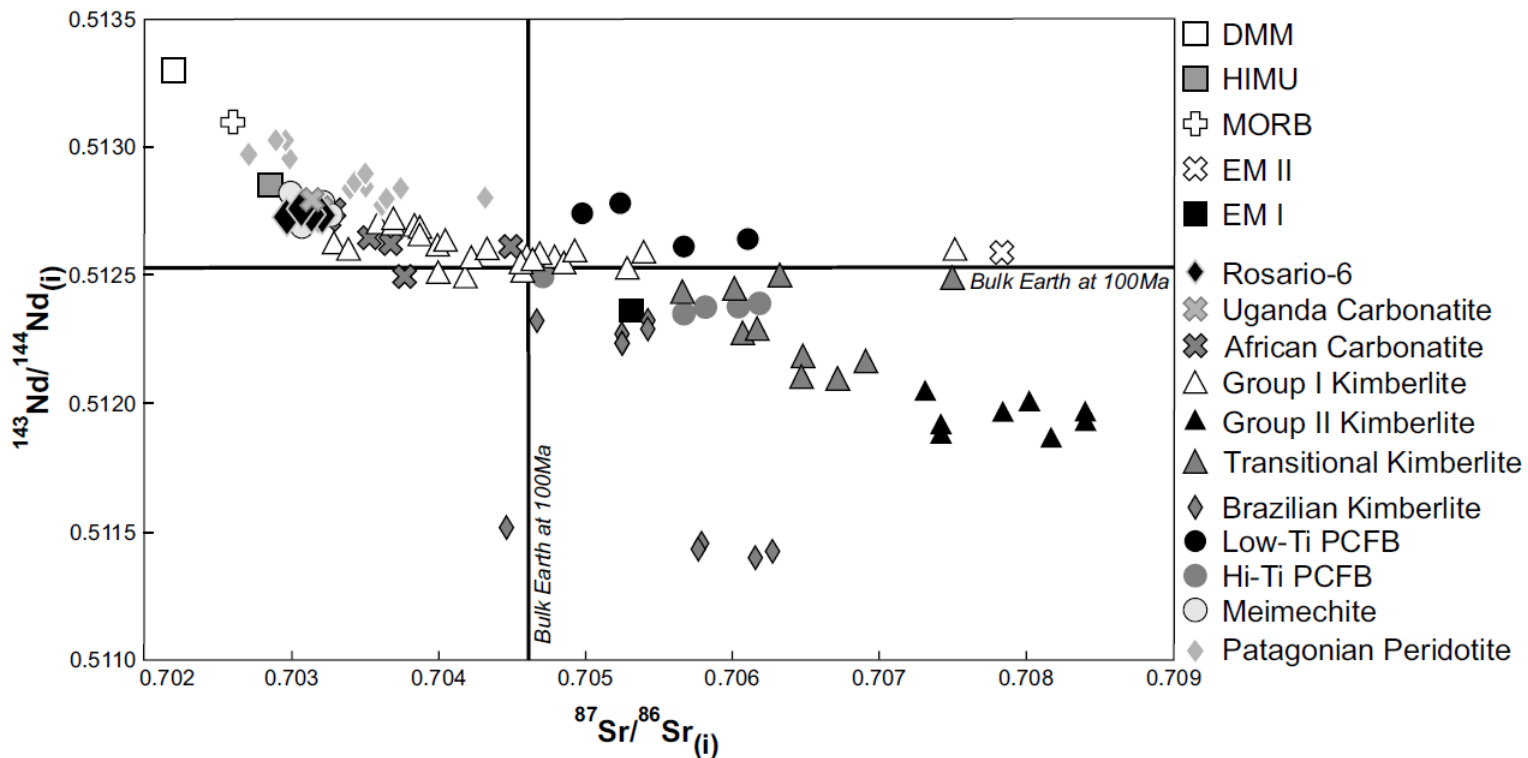 0.5135
0.5130
0.5125
0.5120
0.5115
0.5110
143Nd/144Nd(i)
0.702 0.703 0.704 0.705 0.706 0.707 0.708 0.709
87Sr/86Sr(i)
Bulk Earth at 100Ma
Bulk Earth at 100Ma
DMM
HIMU
MORB
EM II
EM I
Rosario-6
Uganda Carbonatite
African Carbonatite
Group I Kimberlite
Group II Kimberlite
Transitional Kimberlite
Brazilian Kimberlite
Low-Ti PCFB
Hi-Ti PCFB
Meimechite
Patagonian Peridotite